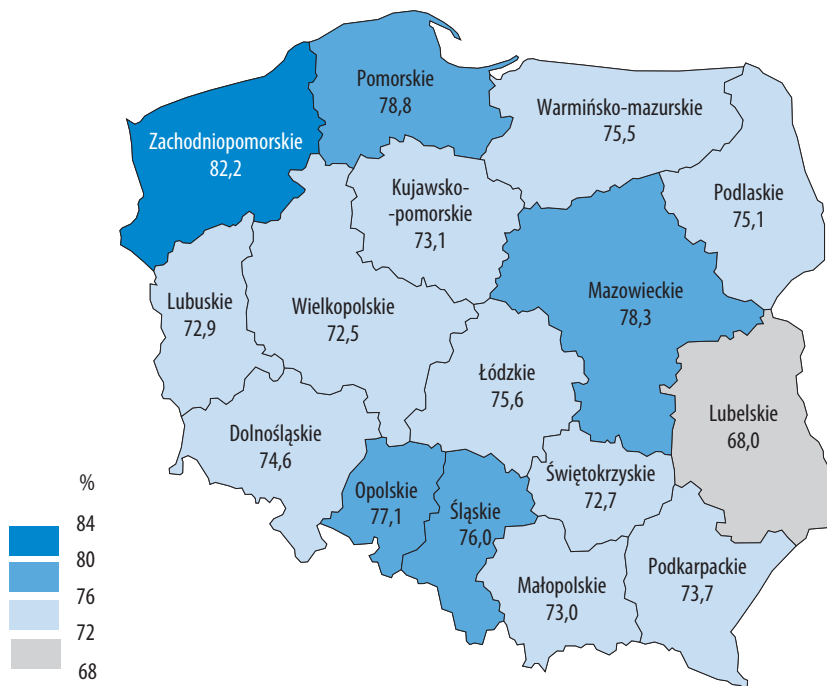 Pomorskie
78,8
Warmińsko-mazurskie
75,5
Zachodniopomorskie
82,2
Kujawsko-
-pomorskie
73,1
Podlaskie
75,1
Mazowieckie
78,3
Lubuskie
72,9
Wielkopolskie
72,5
Łódzkie
75,6
Lubelskie
68,0
Dolnośląskie
74,6
Opolskie
77,1
Śląskie
76,0
Świętokrzyskie
72,7
Małopolskie
73,0
Podkarpackie
73,7
%
84
80
76
72
68